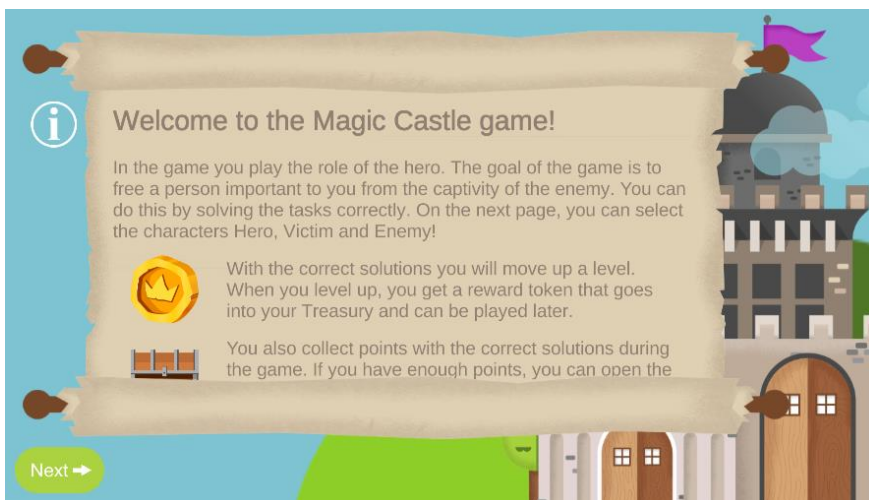 Welcome to the Magic Castle game!
In the game you play the role of the hero. The goal of the game is to
free a person important to you from the captivity of the enemy. You can
do this by solving the tasks correctly. On the next page, you can select
the characters Hero, Victim and Enemy!
With the correct solutions you will move up a level.
When you level up, you get a reward token that goes
into your Treasury and can be played later.
You also collect points with the correct solutions during
the game. If you have enough points, you can open the
Next